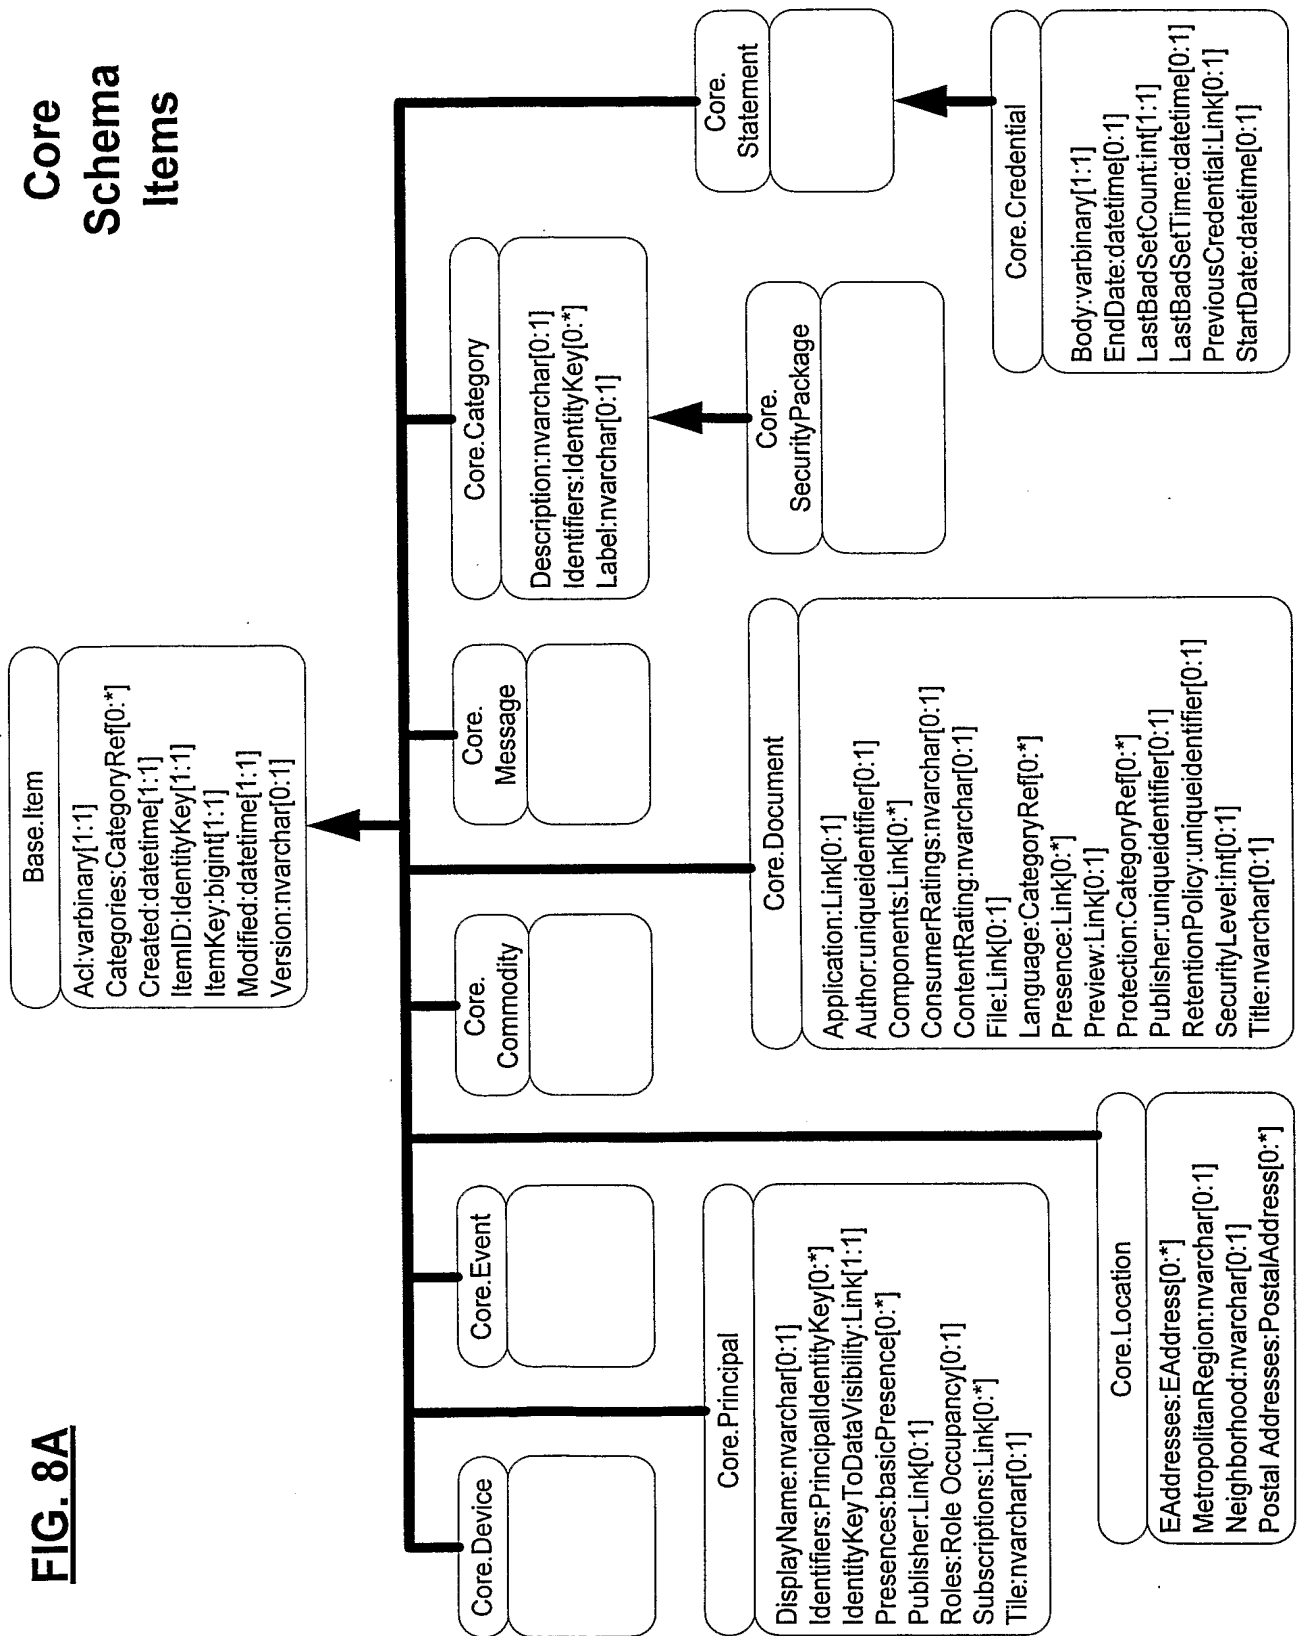 FIG. 8A
Core
Schema
Items
Base.Item
Acl:varbinary[1:1]
Categories:CategoryRef[0:*]
Created:datetime[1:1]
ItemID:IdentityKey[1:1]
ItemKey:bigint[1:1]
Modified:datetime[1:1]
Version:nvarchar[0:1]
Core.Device
Core.Event
Core.
Commodity
Core.
Message
Core.Category
Description:nvarchar[0:1]
Identifiers:IdentityKey[0:*]
Label:nvarchar[0:1]
Core.
Statement
Core.Principal
DisplayName:nvarchar[0:1]
Identifiers:PrincipalIdentityKey[0:*]
IdentityKeyToDataVisibility:Link[1:1]
Presences:basicPresence[0:*]
Publisher:Link[0:1]
Roles:Role Occupancy[0:1]
Subscriptions:Link[0:*]
Tile:nvarchar[0:1]
Core.Document
Application:Link[0:1]
Author:uniqueidentifier[0:1]
Components:Link[0:*]
ConsumerRatings:nvarchar[0:1]
ContentRating:nvarchar[0:1]
File:Link[0:1]
Language:CategoryRef[0:*]
Presence:Link]0:*]
Preview:Link[0:1]
Protection:CategoryRef[0:*]
Publisher:uniqueidentifier[0:1]
RetentionPolicy:uniqueidentifier[0:1]
SecurityLevel:int[0:1]
Title:nvarchar[0:1]
Core.
SecurityPackage
Core.Location
EAddresses:EAddress[0:*]
MetropolitanRegion:nvarchar[0:1]
Neighborhood:nvarchar[0:1]
Postal Addresses:PostalAddress[0:*]
Core.Credential
Body:varbinary[1:1]
EndDate:datetime[0:1]
LastBadSetCount:int[1:1]
LastBadSetTime:datetime[0:1]
PreviousCredential:Link[0:1]
StartDate:datetime[0:1]